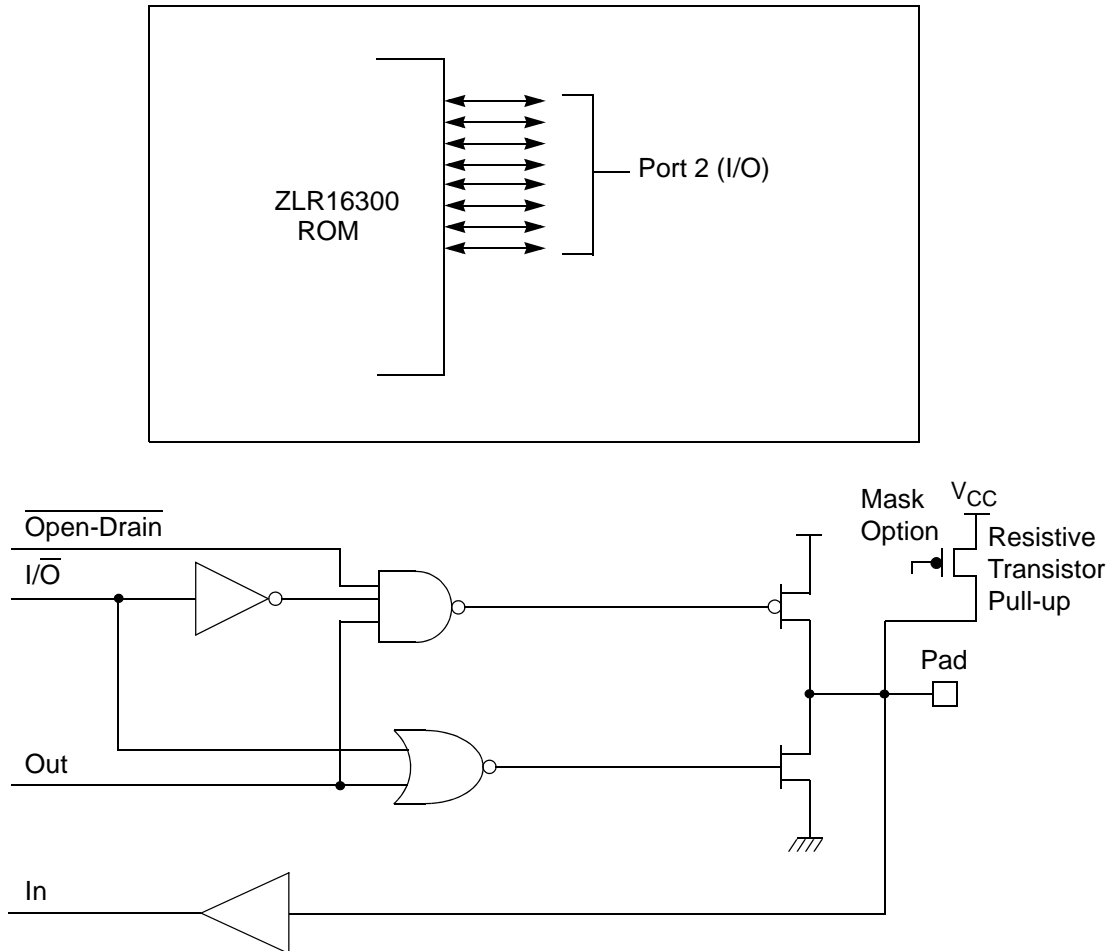 ZLR16300
ROM
Port 2 (I/O)
Open-Drain
I/O
Out
In
Mask
Option
VCC
Resistive
Transistor
Pull-up
Pad